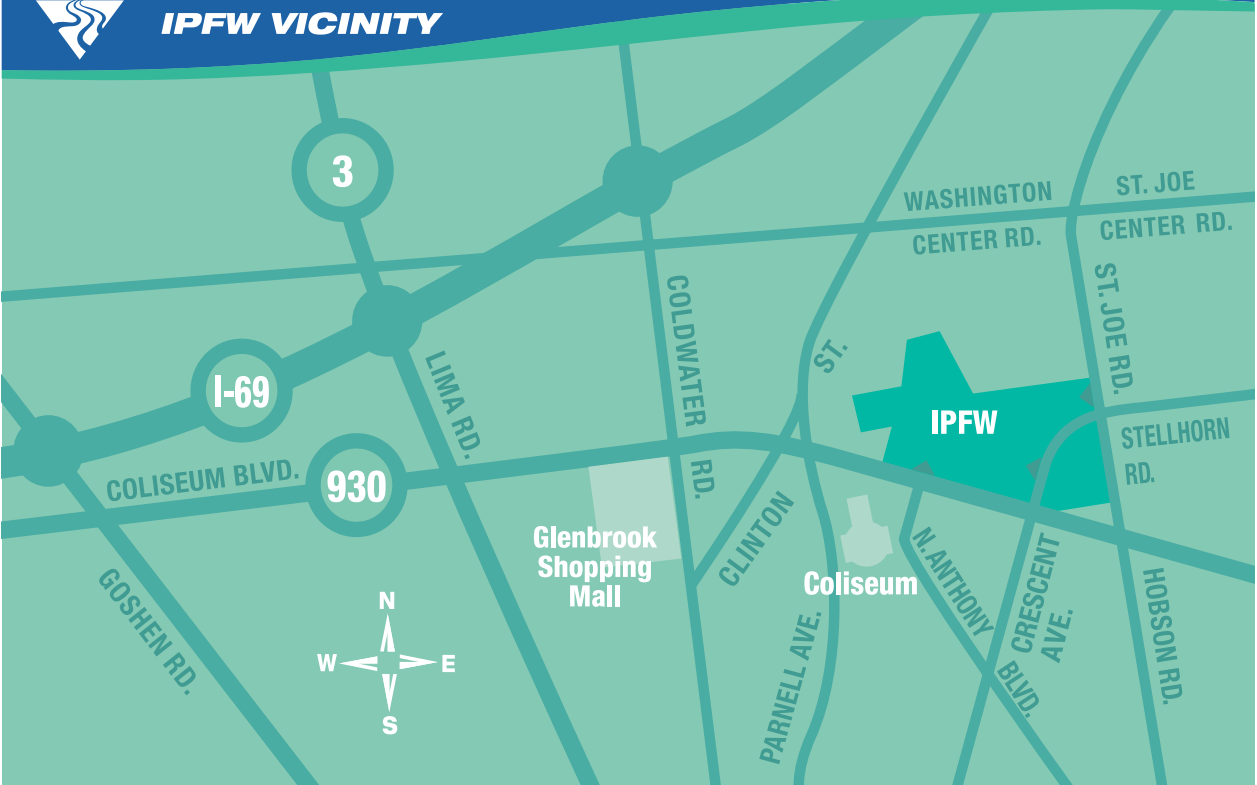 IPFW VICINITY
3
WASHINGTON
CENTER RD.
ST. JOE
CENTER RD.
ST. JOE RD.
COLDWATER
RD.
ST.
CLINTON
LIMA RD.
I-69
IPFW
STELLHORN
RD.
COLISEUM BLVD.
930
Glenbrook
Shopping
Mall
Coliseum
N. ANTHONY
BLVD.
CRESCENT
AVE.
HOBSON RD.
PARNELL AVE.
GOSHEN RD.
N
W
E
S